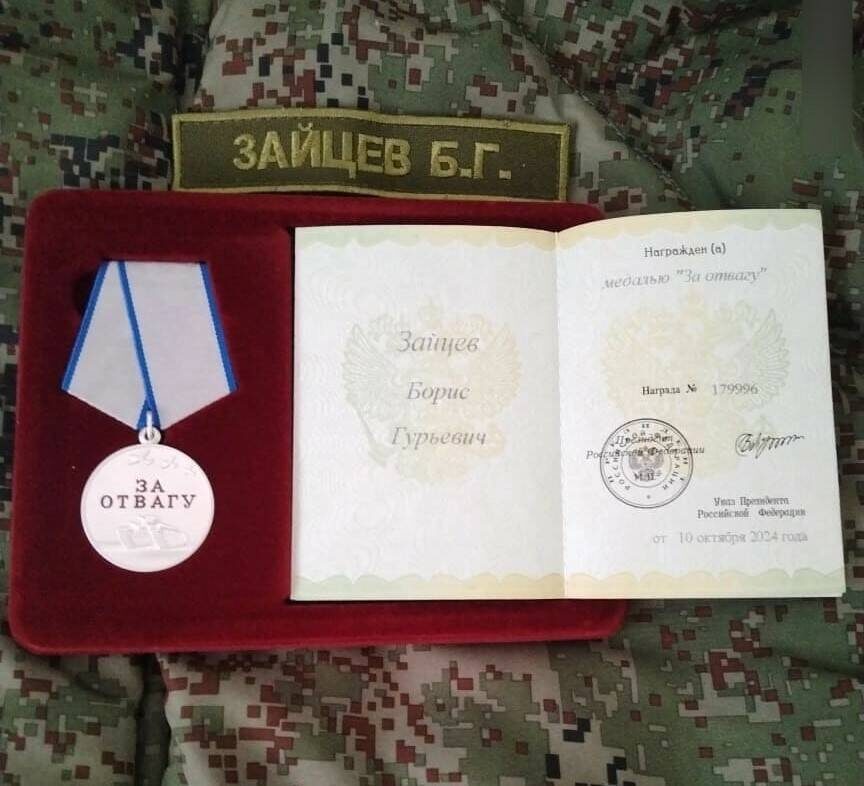 ЗАЙЦЕВ Б.Г.
ЗА
ОТВАГУ
Зайцев
Борис
Гурьевич
Награжден (а)
медалью "За отвагу"
Награда № 179996
Президент
Российской Федерации
М.П.
Указ Президента
Российской Федерации
от 10 октября 2024 года